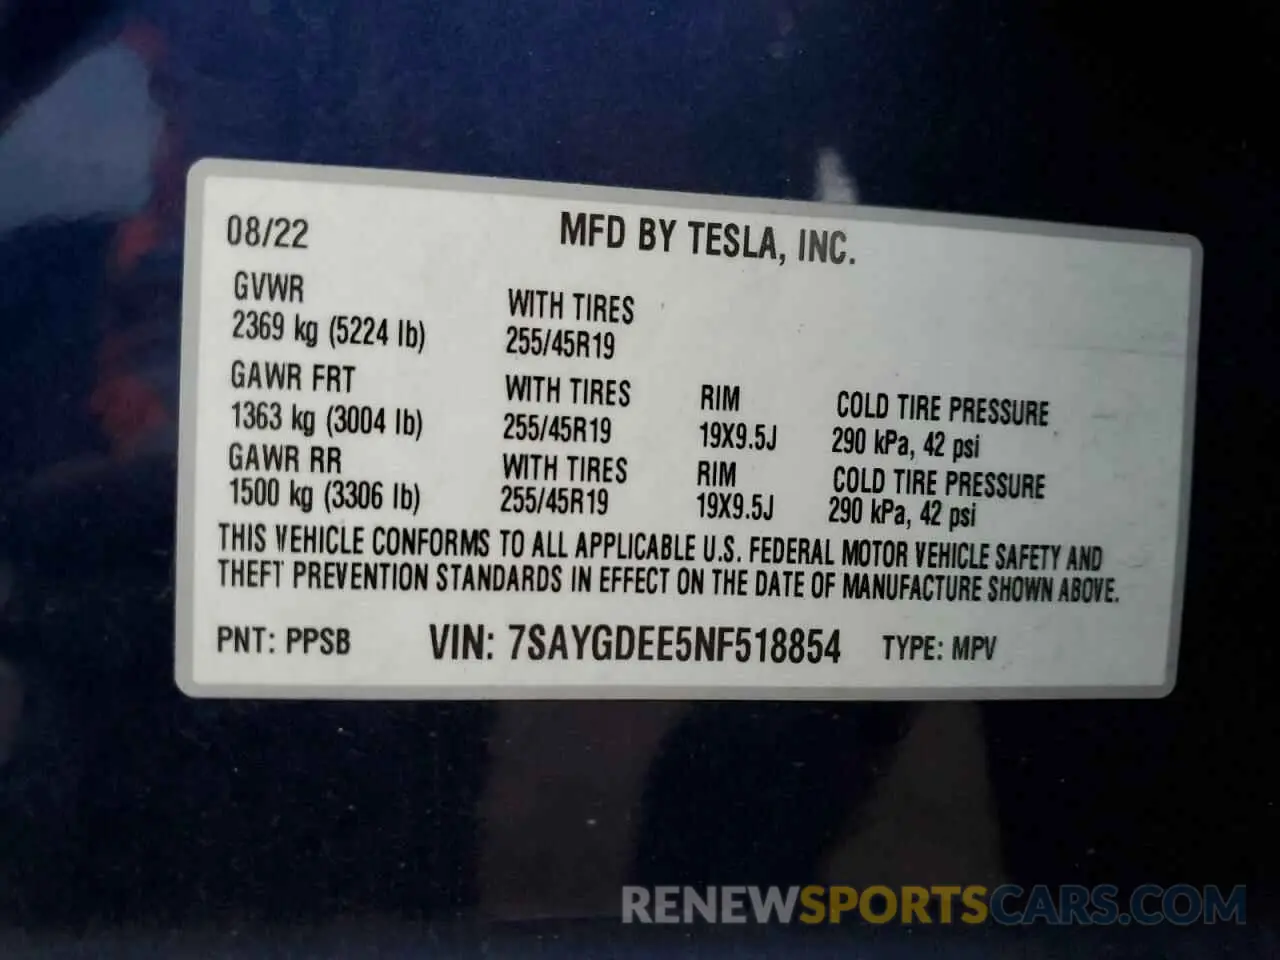 08/22 MFD BY TESLA, INC.
GVWR WITH TIRES
2369 kg (5224 lb) 255/45R19
GAWR FRT WITH TIRES RIM COLD TIRE PRESSURE
1363 kg (3004 lb) 255/45R19 19X9.5J 290 kPa, 42 psi
GAWR RR WITH TIRES RIM COLD TIRE PRESSURE
1500 kg (3306 lb) 255/45R19 19X9.5J 290 kPa, 42 psi
THIS VEHICLE CONFORMS TO ALL APPLICABLE U.S. FEDERAL MOTOR VEHICLE SAFETY AND
THEFT PREVENTION STANDARDS IN EFFECT ON THE DATE OF MANUFACTURE SHOWN ABOVE.
PNT: PPSB VIN: 7SAYGDEE5NF518854 TYPE: MPV
RENEWSPORTSCARS.COM